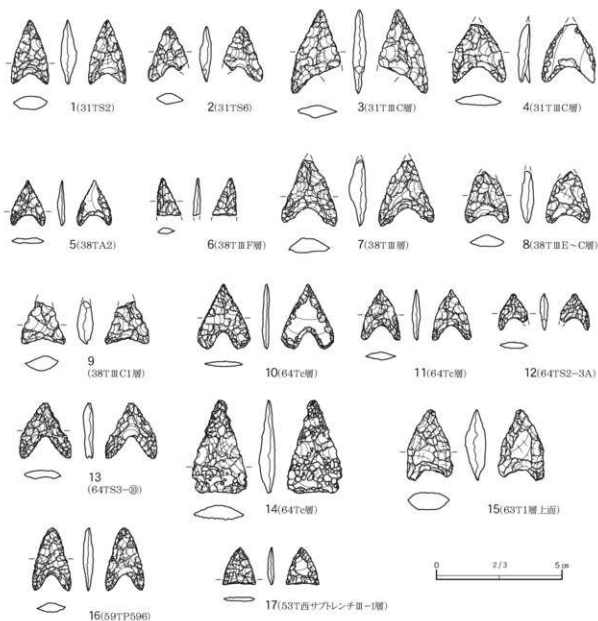 1(31TS2)
2(31TS6)
3(31TⅢC層)
4(31TⅢC層)
5(38TA2)
6(38TⅢF層)
7(38TⅢ層)
8(38TⅢE～C層)
9
(38TⅢC1層)
10(64Tc層)
11(64Tc層)
12(64TS2-3A)
13
(64TS3-⑳)
14(64Tc層)
15(63T1層上面)
16(59TP596)
17(53T西サブトレンチⅢ-1層)
0 2/3 5㎝